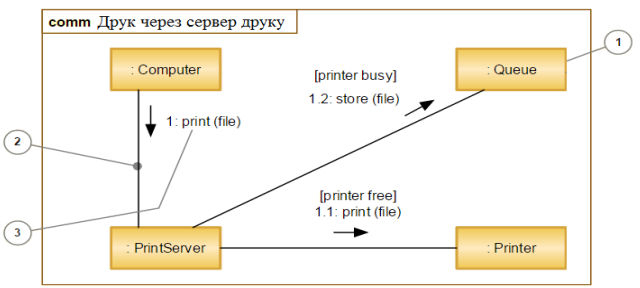 comm Друк через сервер друку
1
: Computer
: Queue
[printer busy]
1.2: store (file)
1: print (file)
2
[printer free]
1.1: print (file)
3
: PrintServer
: Printer